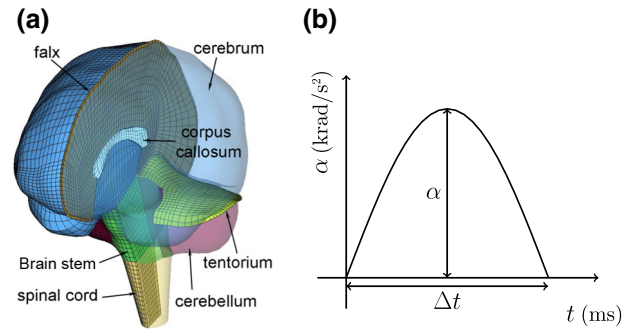 (a)
falx
cerebrum
corpus
callosum
Brain stem
tentorium
spinal cord
cerebellum
(b)
α (krad/s²)
α
Δt
t (ms)